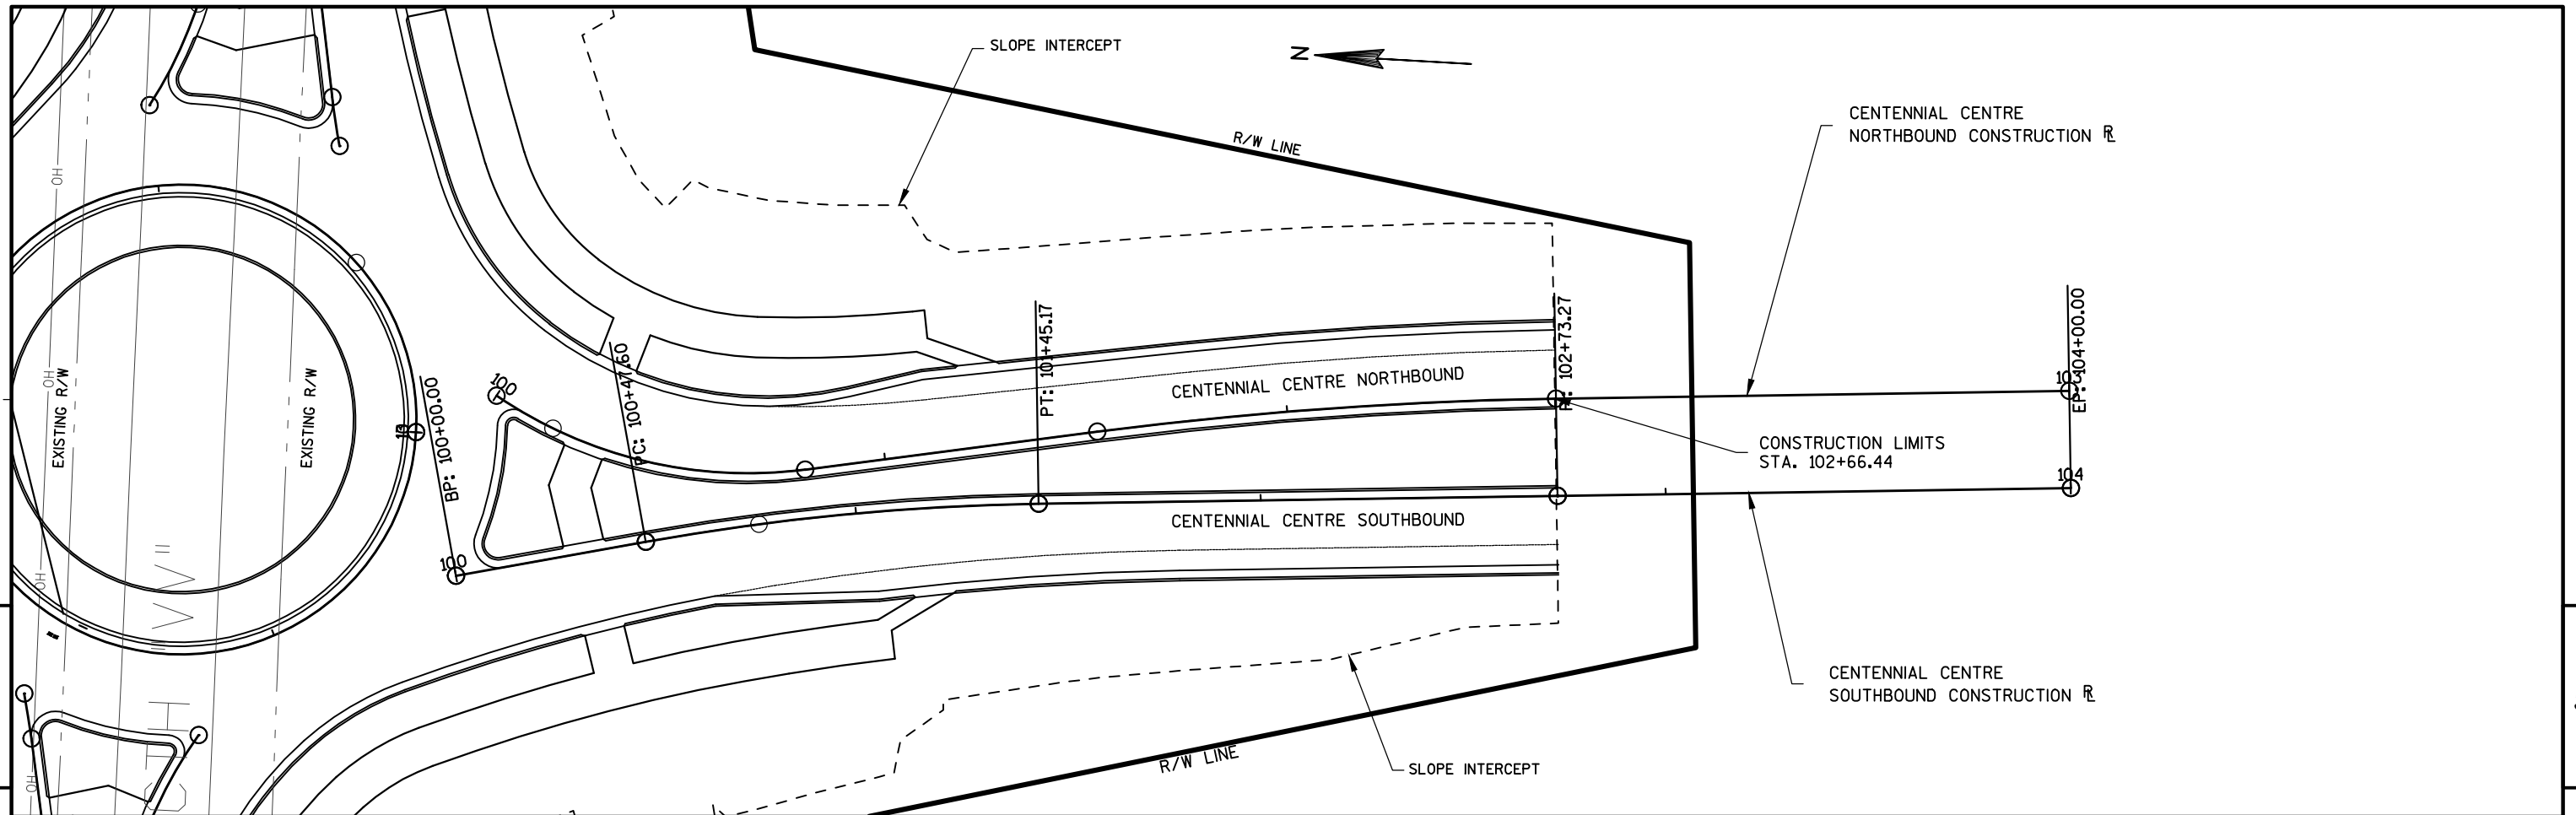 SLOPE INTERCEPT
N
R/W LINE
CENTENNIAL CENTRE
NORTHBOUND CONSTRUCTION
OH
EXISTING R/W
OH
EXISTING R/W
OH
OH
13
BP: 100+00.00
100
PC: 100+47.60
100
PT: 101+45.17
CENTENNIAL CENTRE NORTHBOUND
102+73.27
CENTENNIAL CENTRE SOUTHBOUND
CONSTRUCTION LIMITS
STA. 102+66.44
103
EP: 104+00.00
104
CENTENNIAL CENTRE
SOUTHBOUND CONSTRUCTION
R/W LINE
SLOPE INTERCEPT